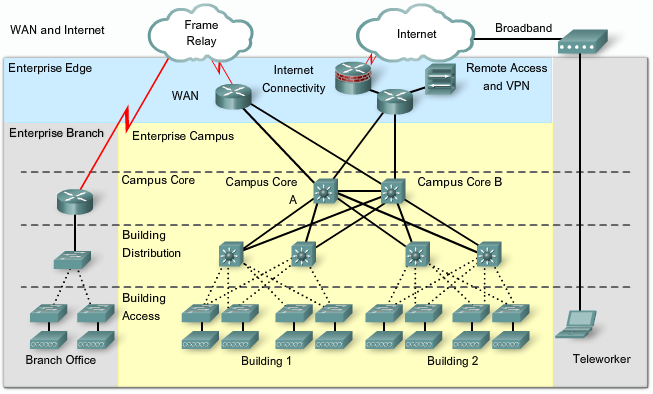 WAN and Internet
Frame
Relay
Internet
Broadband
Enterprise Edge
WAN
Internet
Connectivity
Remote Access
and VPN
Enterprise Branch
Enterprise Campus
Campus Core
Campus Core
A
Campus Core B
Building
Distribution
Building
Access
Branch Office
Building 1
Building 2
Teleworker